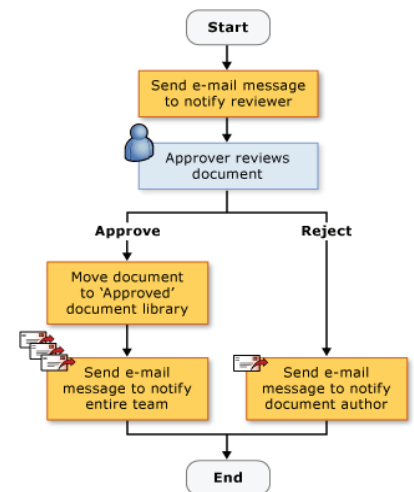 Start
Send e-mail message
to notify reviewer
Approver reviews
document
Approve
Reject
Move document
to ‘Approved’
document library
Send e-mail
message to notify
entire team
Send e-mail
message to notify
document author
End